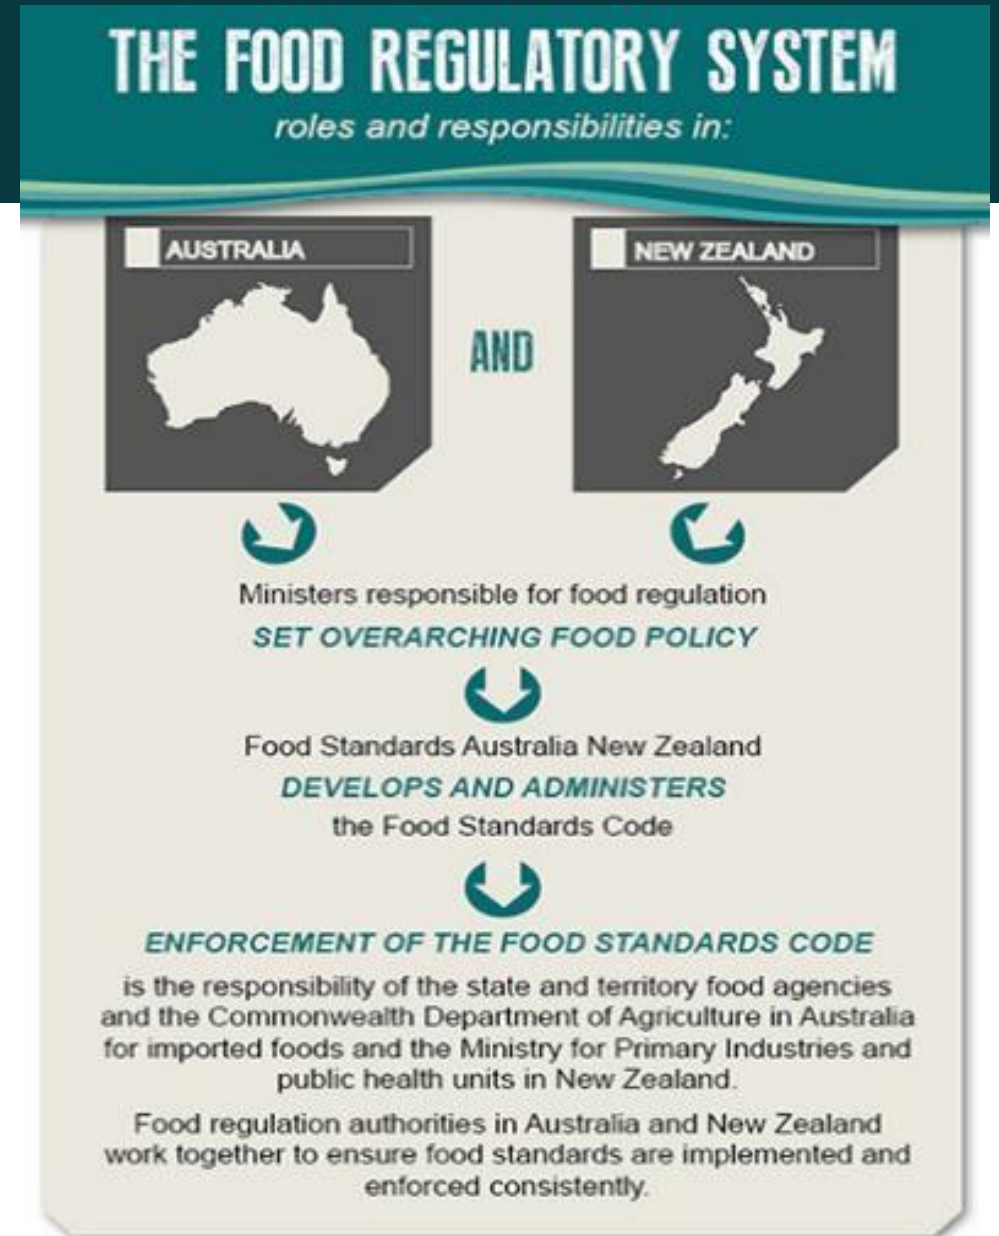 THE FOOD REGULATORY SYSTEM
roles and responsibilities in:
AUSTRALIA
NEW ZEALAND
AND
Ministers responsible for food regulation
SET OVERARCHING FOOD POLICY
Food Standards Australia New Zealand
DEVELOPS AND ADMINISTERS
the Food Standards Code
ENFORCEMENT OF THE FOOD STANDARDS CODE
is the responsibility of the state and territory food agencies
and the Commonwealth Department of Agriculture in Australia
for imported foods and the Ministry for Primary Industries and
public health units in New Zealand.
Food regulation authorities in Australia and New Zealand
work together to ensure food standards are implemented and
enforced consistently.